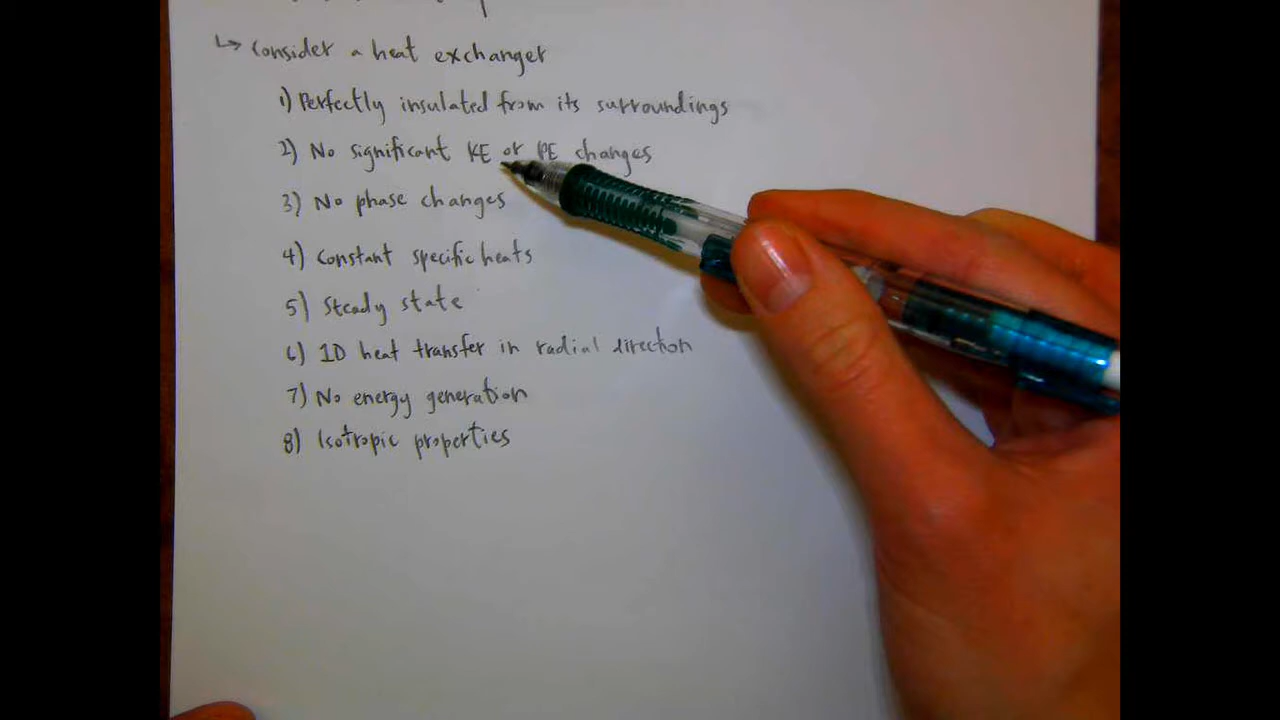 ↳ Consider a heat exchanger
1) Perfectly insulated from its surroundings
2) No significant KE or PE changes
3) No phase changes
4) Constant specific heats
5) Steady state
6) 1D heat transfer in radial direction
7) No energy generation
8) Isotropic properties